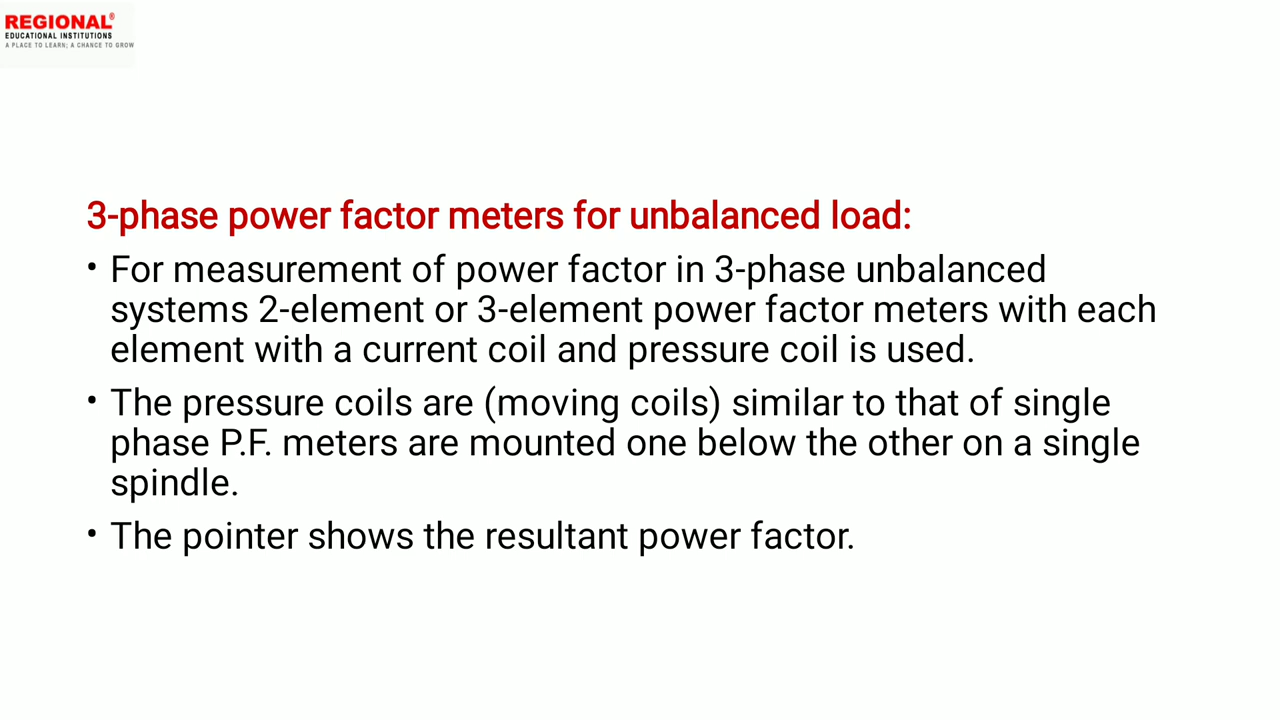 REGIONAL®
EDUCATIONAL INSTITUTIONS
A PLACE TO LEARN; A CHANCE TO GROW
3-phase power factor meters for unbalanced load:
• For measurement of power factor in 3-phase unbalanced
systems 2-element or 3-element power factor meters with each
element with a current coil and pressure coil is used.
• The pressure coils are (moving coils) similar to that of single
phase P.F. meters are mounted one below the other on a single
spindle.
• The pointer shows the resultant power factor.